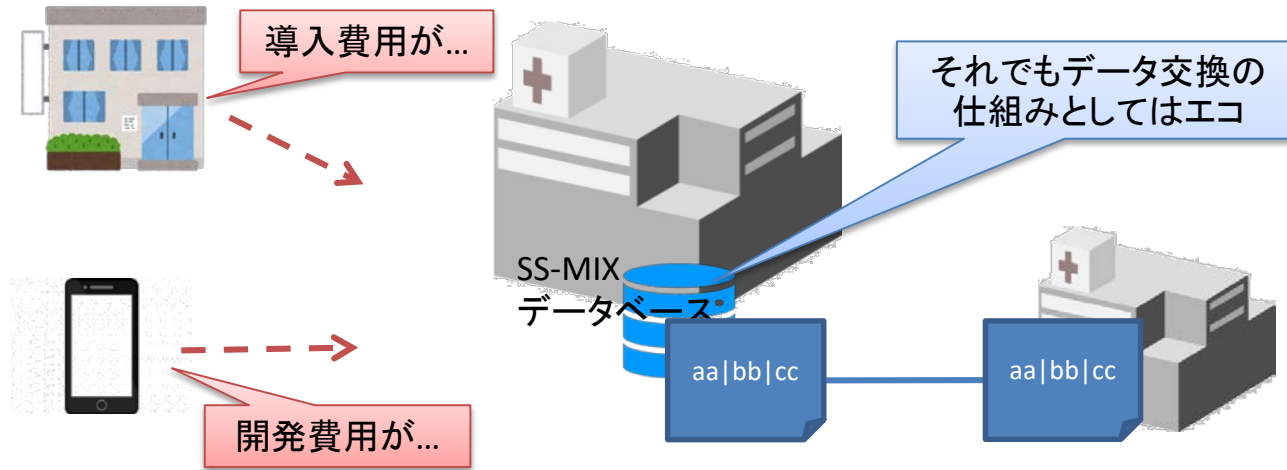 導入費用が…
それでもデータ交換の
仕組みとしてはエコ
SS-MIX
データベース
aa|bb|cc
aa|bb|cc
開発費用が…